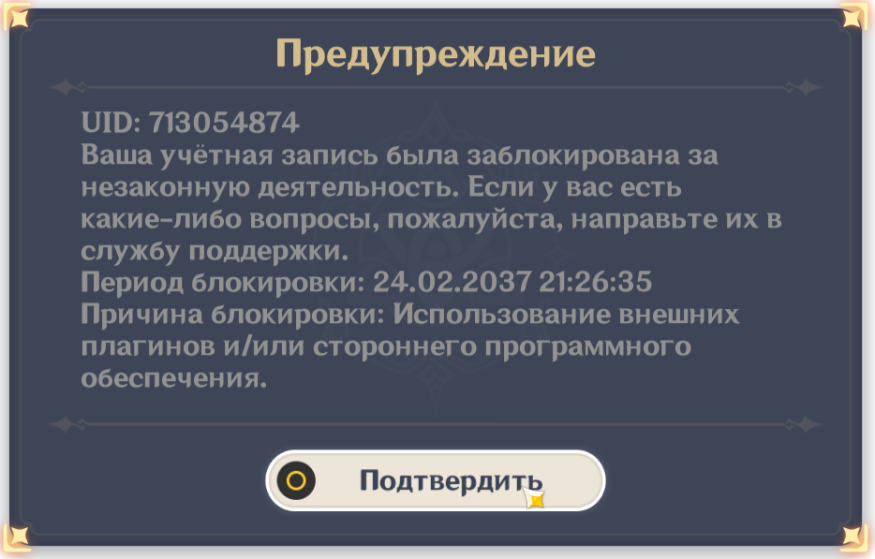 Предупреждение
UID: 713054874
Ваша учётная запись была заблокирована за
незаконную деятельность. Если у вас есть
какие-либо вопросы, пожалуйста, направьте их в
службу поддержки.
Период блокировки: 24.02.2037 21:26:35
Причина блокировки: Использование внешних
плагинов и/или стороннего программного
обеспечения.
Подтвердить